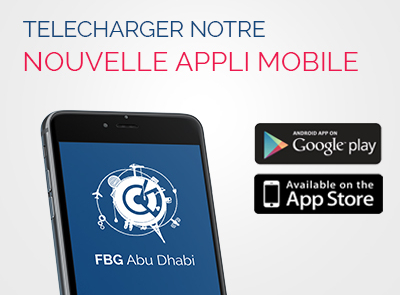 TELECHARGER NOTRE
NOUVELLE APPLI MOBILE
ANDROID APP ON
Google play
Available on the
App Store
FBG Abu Dhabi